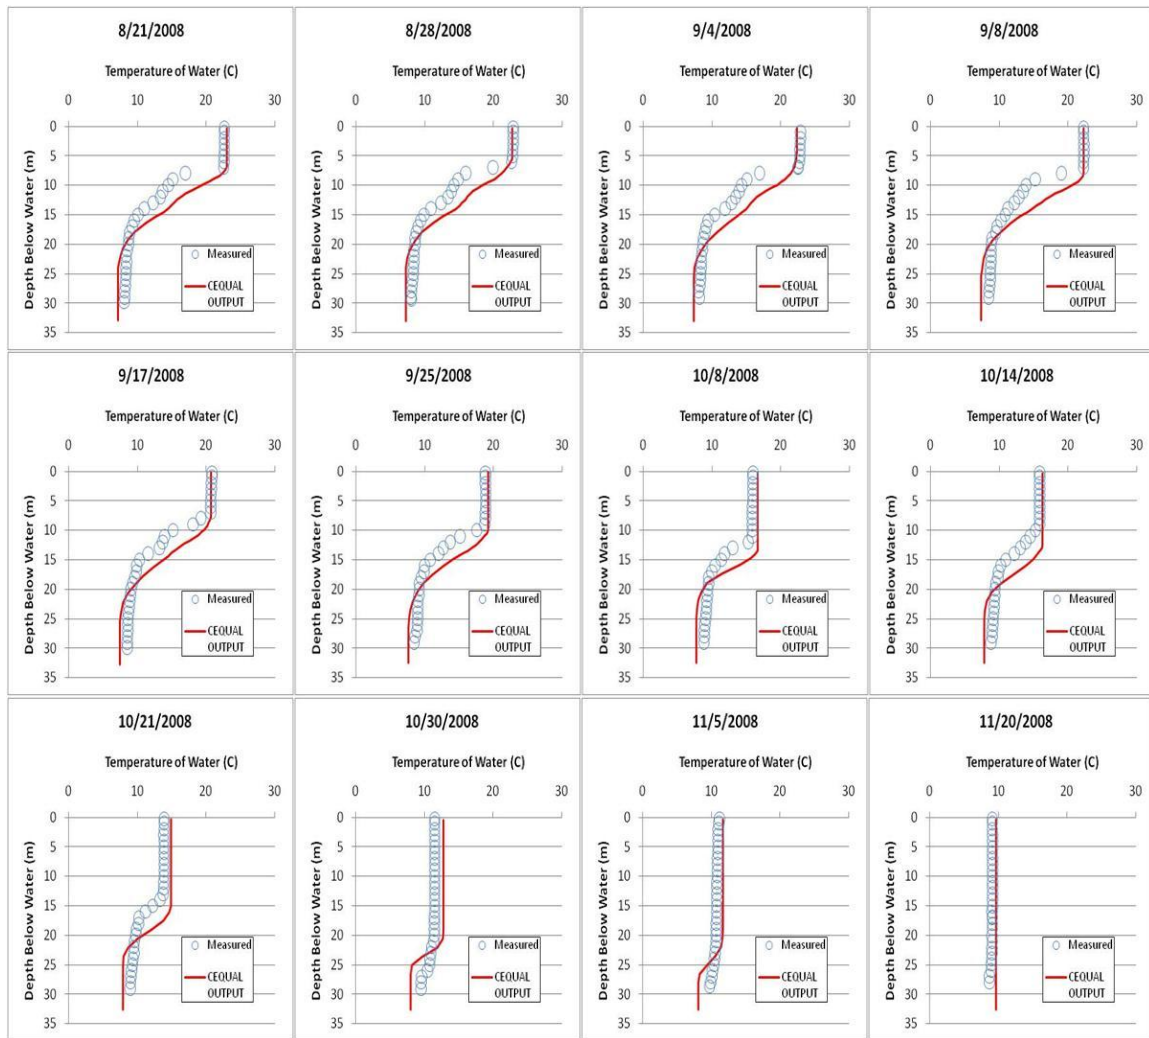 8/21/2008
Temperature of Water (C)
0 10 20 30
Depth Below Water (m)
0
5
10
15
20
25
30
35
Measured
CEQUAL
OUTPUT
8/28/2008
Temperature of Water (C)
0 10 20 30
Depth Below Water (m)
0
5
10
15
20
25
30
35
Measured
CEQUAL
OUTPUT
9/4/2008
Temperature of Water (C)
0 10 20 30
Depth Below Water (m)
0
5
10
15
20
25
30
35
Measured
CEQUAL
OUTPUT
9/8/2008
Temperature of Water (C)
0 10 20 30
Depth Below Water (m)
0
5
10
15
20
25
30
35
Measured
CEQUAL
OUTPUT
9/17/2008
Temperature of Water (C)
0 10 20 30
Depth Below Water (m)
0
5
10
15
20
25
30
35
Measured
CEQUAL
OUTPUT
9/25/2008
Temperature of Water (C)
0 10 20 30
Depth Below Water (m)
0
5
10
15
20
25
30
35
Measured
CEQUAL
OUTPUT
10/8/2008
Temperature of Water (C)
0 10 20 30
Depth Below Water (m)
0
5
10
15
20
25
30
35
Measured
CEQUAL
OUTPUT
10/14/2008
Temperature of Water (C)
0 10 20 30
Depth Below Water (m)
0
5
10
15
20
25
30
35
Measured
CEQUAL
OUTPUT
10/21/2008
Temperature of Water (C)
0 10 20 30
Depth Below Water (m)
0
5
10
15
20
25
30
35
Measured
CEQUAL
OUTPUT
10/30/2008
Temperature of Water (C)
0 10 20 30
Depth Below Water (m)
0
5
10
15
20
25
30
35
Measured
CEQUAL
OUTPUT
11/5/2008
Temperature of Water (C)
0 10 20 30
Depth Below Water (m)
0
5
10
15
20
25
30
35
Measured
CEQUAL
OUTPUT
11/20/2008
Temperature of Water (C)
0 10 20 30
Depth Below Water (m)
0
5
10
15
20
25
30
35
Measured
CEQUAL
OUTPUT